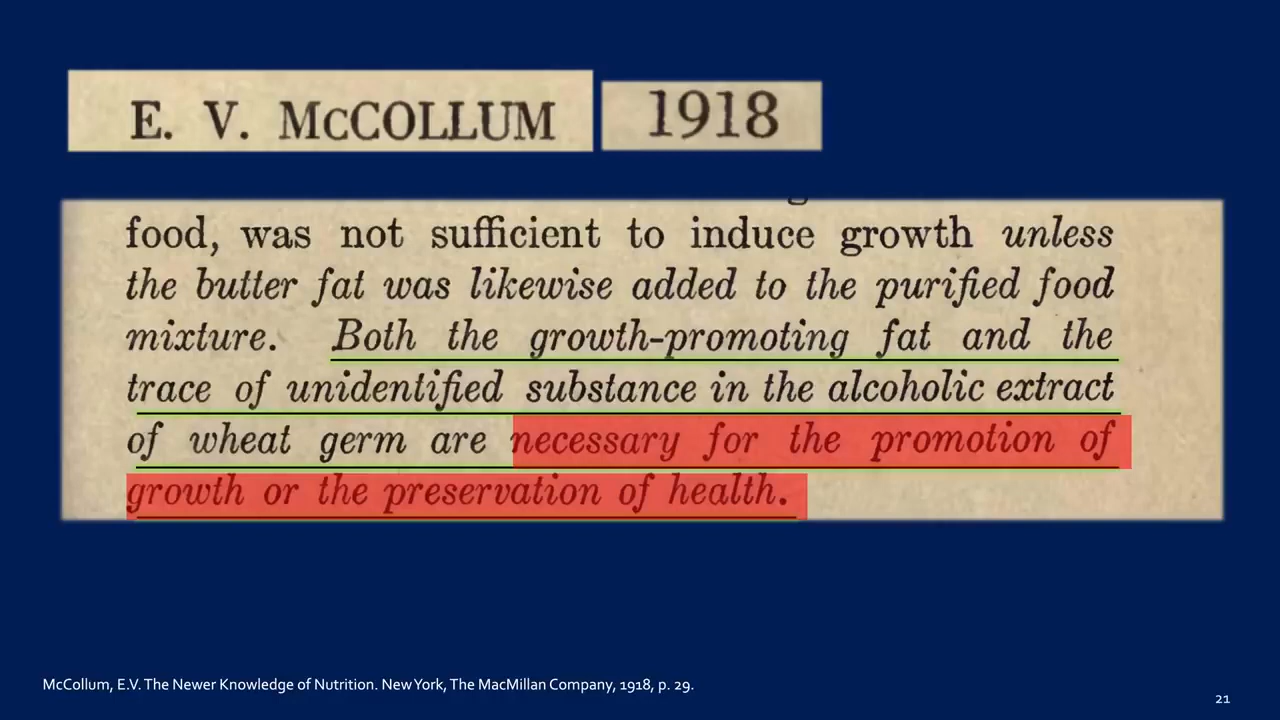 E. V. McCOLLUM 1918
food, was not sufficient to induce growth unless
the butter fat was likewise added to the purified food
mixture. Both the growth-promoting fat and the
trace of unidentified substance in the alcoholic extract
of wheat germ are necessary for the promotion of
growth or the preservation of health.
McCollum, E.V. The Newer Knowledge of Nutrition. New York, The MacMillan Company, 1918, p. 29.
21